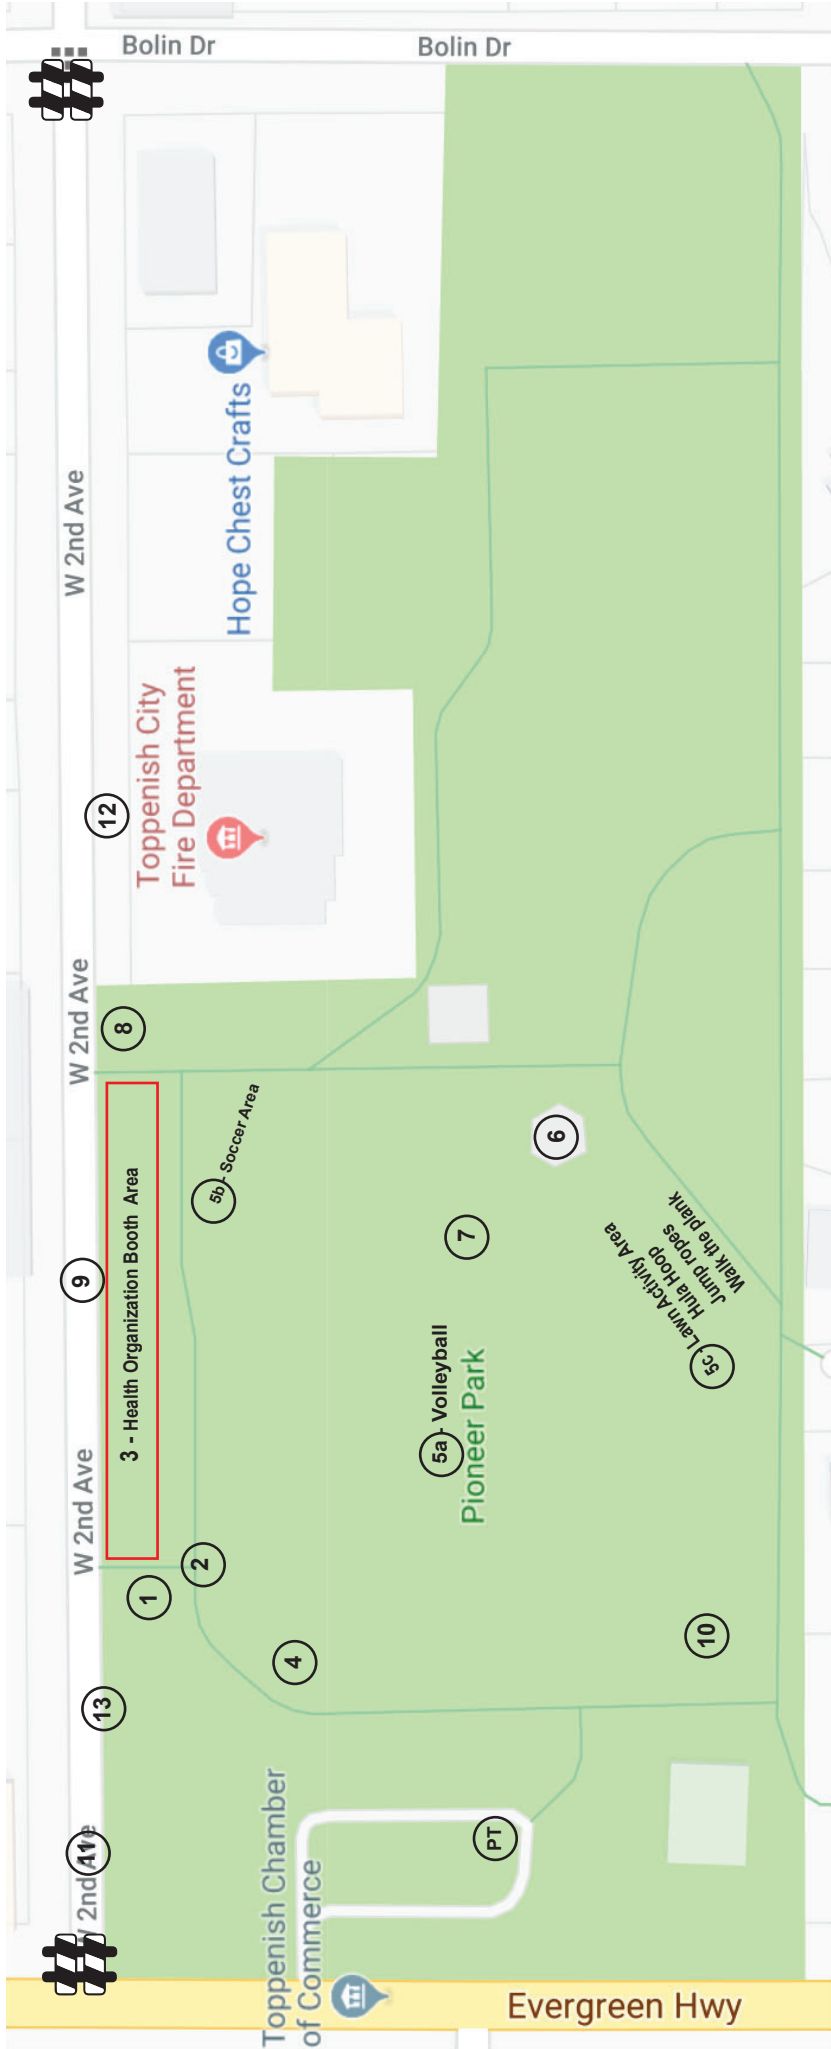 Bolin Dr
Bolin Dr
Hope Chest Crafts
W 2nd Ave
Toppenish City
Fire Department
12
W 2nd Ave
8
3 - Health Organization Booth Area
5b - Soccer Area
9
6
7
5c - Lawn Activity Area
Hula Hoop
Jump ropes
Walk the plank
5a - Volleyball
Pioneer Park
W 2nd Ave
1
2
4
10
13
W 2nd Ave
11
PT
Toppenish Chamber
of Commerce
Evergreen Hwy